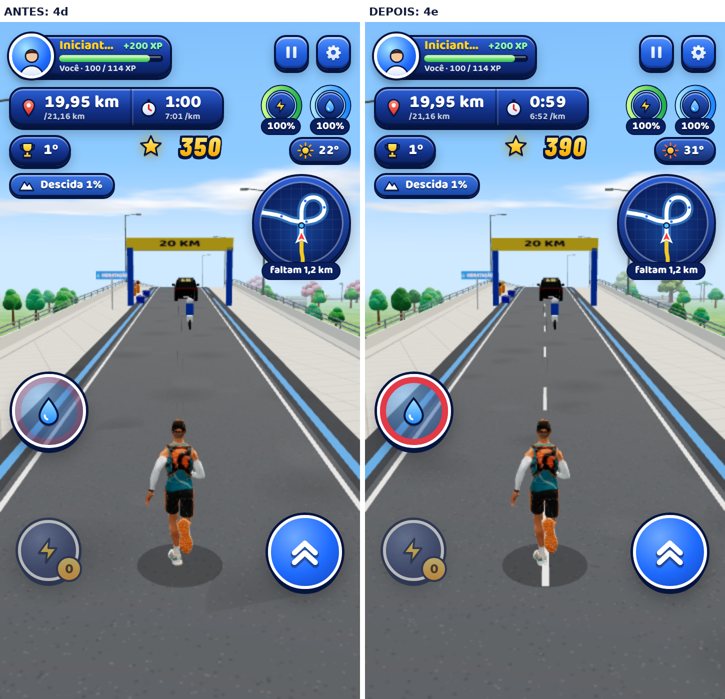 ANTES: 4d
Iniciant... +200 XP
Você · 100 / 114 XP
19,95 km
/21,16 km
1:00
7:01 /km
100%
100%
1°
350
22°
Descida 1%
faltam 1,2 km
20 KM
HIDRATAÇÃO
0
DEPOIS: 4e
Iniciant... +200 XP
Você · 100 / 114 XP
19,95 km
/21,16 km
0:59
6:52 /km
100%
100%
1°
390
31°
Descida 1%
faltam 1,2 km
20 KM
HIDRATAÇÃO
0